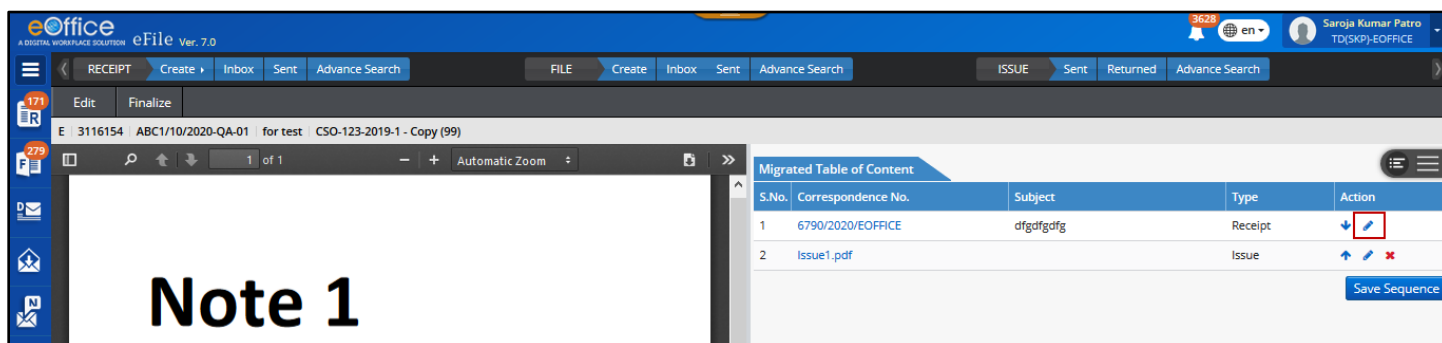 eOffice
A DIGITAL WORKPLACE SOLUTION eFile Ver. 7.0
3628 en Saroja Kumar Patro
TD(SKP)-EOFFICE
RECEIPT Create Inbox Sent Advance Search FILE Create Inbox Sent Advance Search ISSUE Sent Returned Advance Search
171 R Edit Finalize
E 3116154 ABC1/10/2020-QA-01 for test CSO-123-2019-1 - Copy (99)
279 F 1 of 1 Automatic Zoom
Migrated Table of Content
S.No. Correspondence No. Subject Type Action
1 6790/2020/EOFFICE dfgdfgdfg Receipt
2 Issue1.pdf Issue
Save Sequence
D
N
Note 1